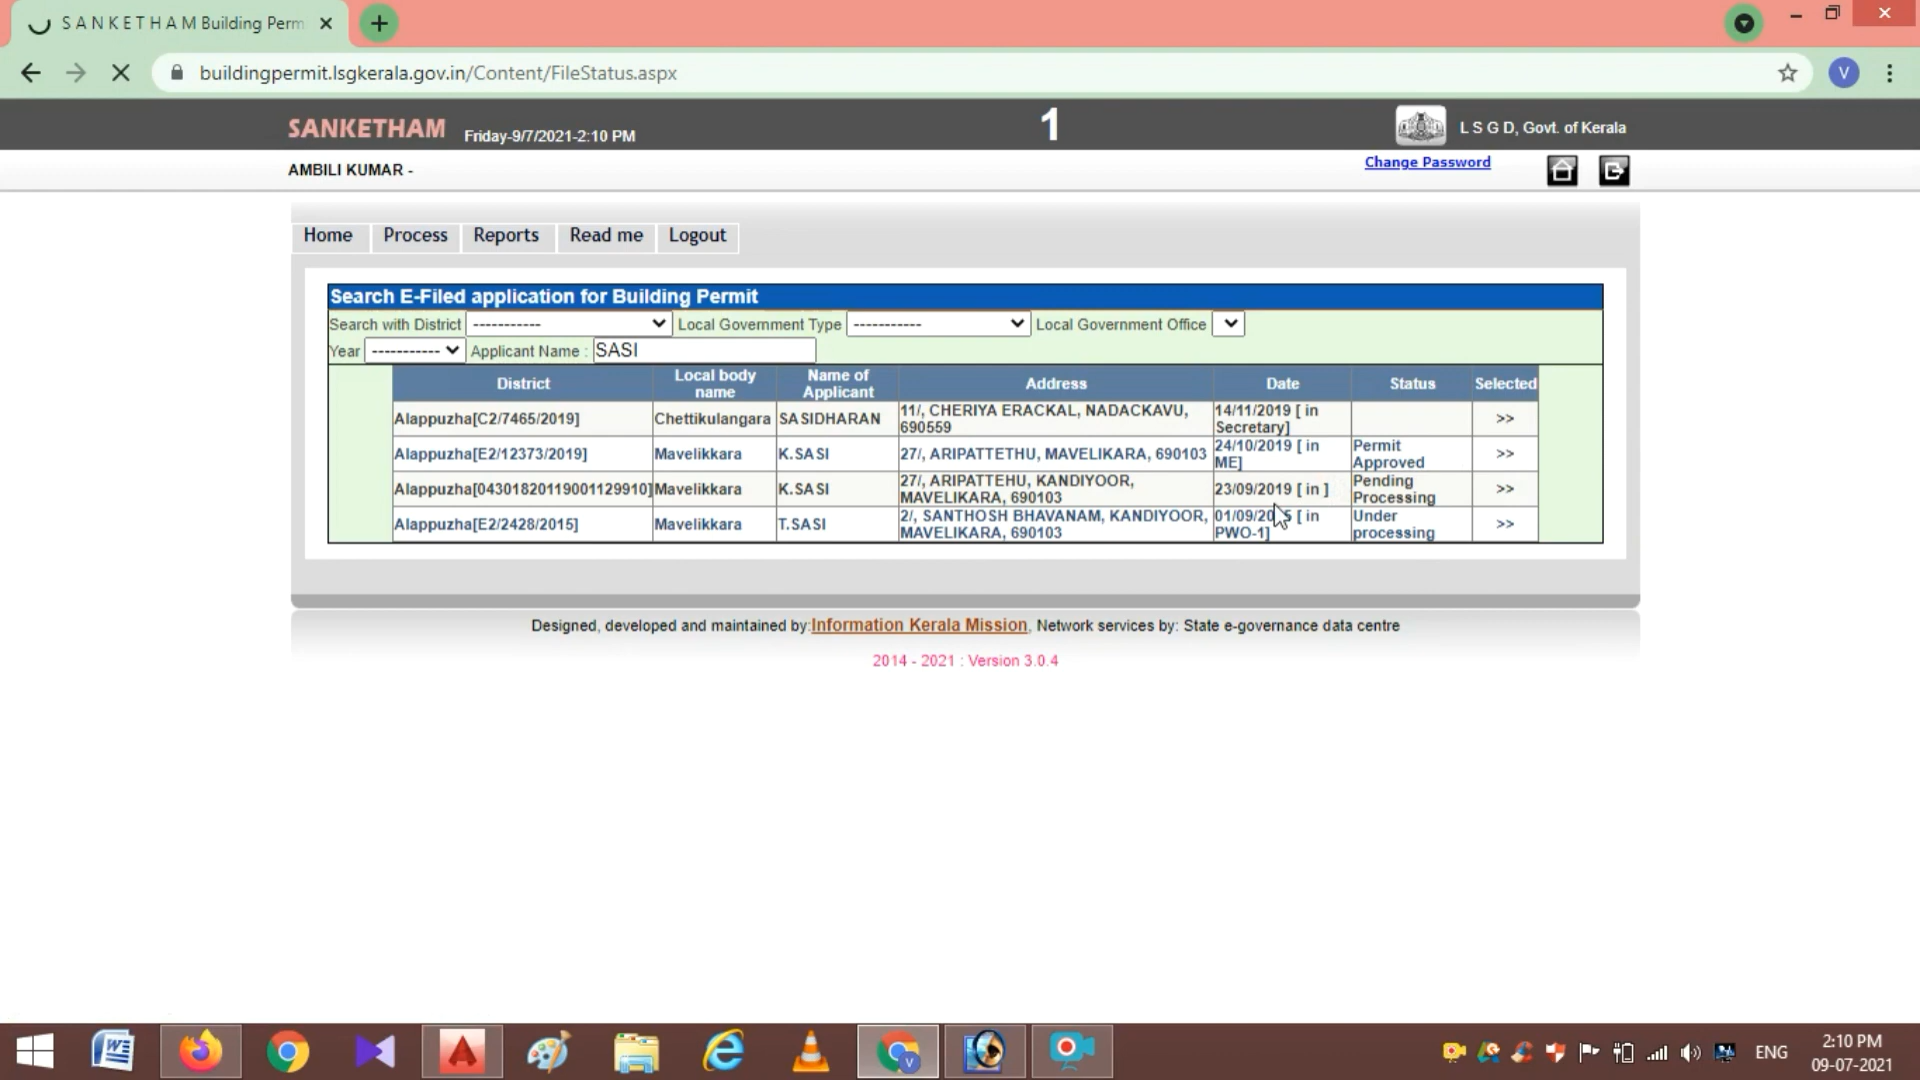 S A N K E T H A M Building Perm
buildingpermit.lsgkerala.gov.in/Content/FileStatus.aspx
V
SANKETHAM Friday-9/7/2021-2:10 PM 1 L S G D, Govt. of Kerala
AMBILI KUMAR - Change Password
Home Process Reports Read me Logout
Search E-Filed application for Building Permit
Search with District ----------- Local Government Type ----------- Local Government Office
Year ----------- Applicant Name : SASI
District Local body name Name of Applicant Address Date Status Selected
Alappuzha[C2/7465/2019] Chettikulangara SASIDHARAN 11/, CHERIYA ERACKAL, NADACKAVU, 690559 14/11/2019 [ in Secretary] >>
Alappuzha[E2/12373/2019] Mavelikkara K.SASI 27/, ARIPATTETHU, MAVELIKARA, 690103 24/10/2019 [ in ME] Permit Approved >>
Alappuzha[04301820119001129910] Mavelikkara K.SASI 27/, ARIPATTEHU, KANDIYOOR, MAVELIKARA, 690103 23/09/2019 [ in ] Pending Processing >>
Alappuzha[E2/2428/2015] Mavelikkara T.SASI 2/, SANTHOSH BHAVANAM, KANDIYOOR, MAVELIKARA, 690103 [ in PWO-1] Under processing >>
Designed, developed and maintained by:Information Kerala Mission, Network services by: State e-governance data centre
2014 - 2021 : Version 3.0.4
ENG 2:10 PM
09-07-2021